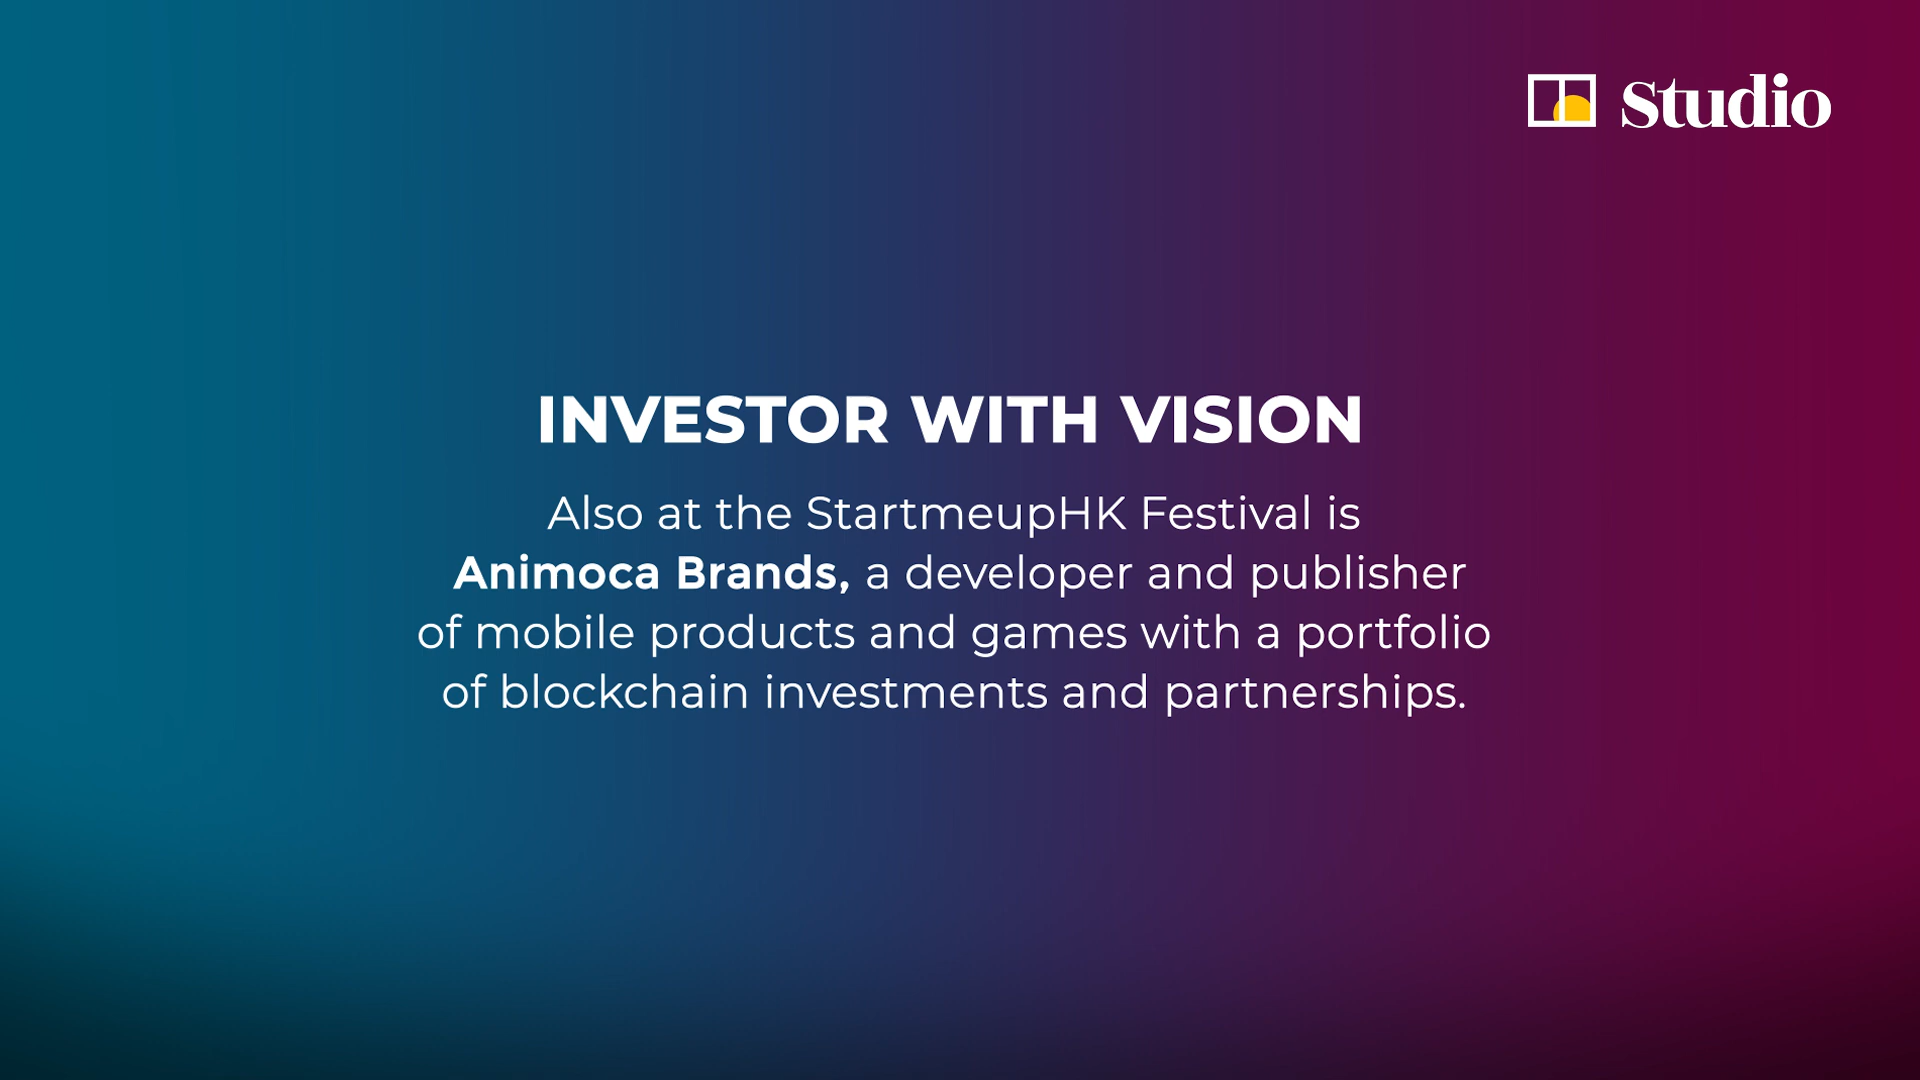 Studio
INVESTOR WITH VISION
Also at the StartmeupHK Festival is
Animoca Brands, a developer and publisher
of mobile products and games with a portfolio
of blockchain investments and partnerships.